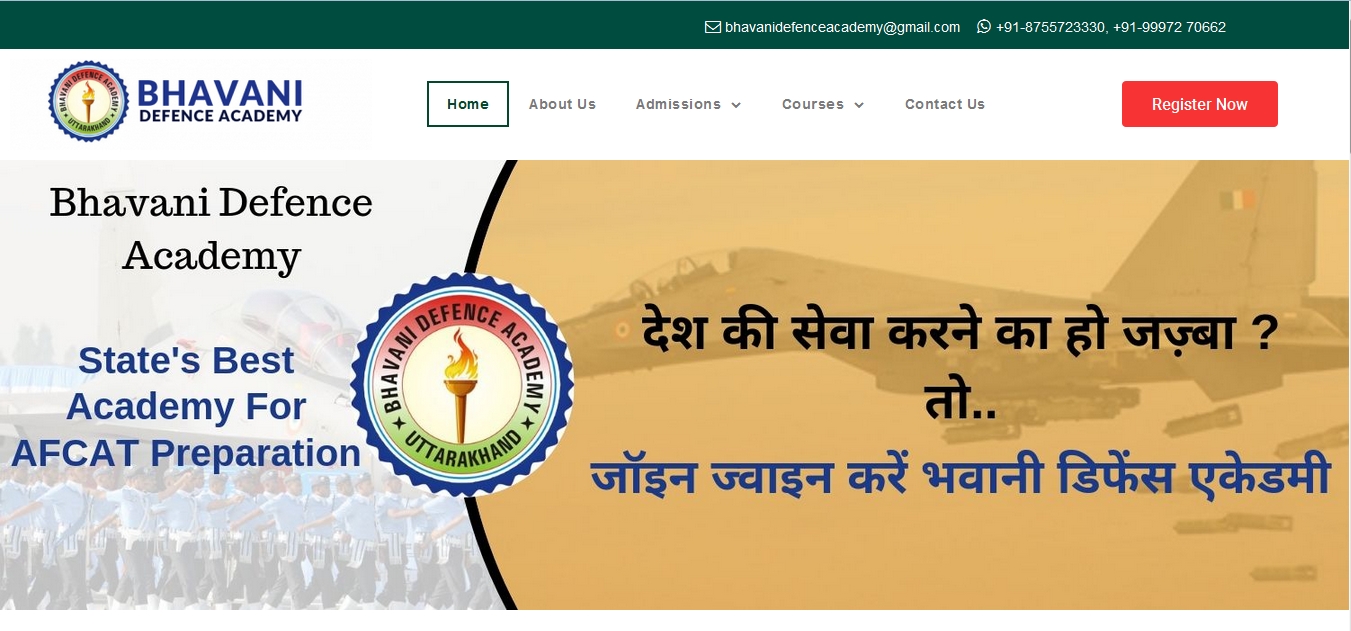 bhavanidefenceacademy@gmail.com +91-8755723330, +91-99972 70662
BHAVANI DEFENCE ACADEMY
UTTARAKHAND
BHAVANI
DEFENCE ACADEMY
Home About Us Admissions Courses Contact Us
Register Now
Bhavani Defence
Academy
State's Best
Academy For
AFCAT Preparation
BHAVANI DEFENCE ACADEMY
UTTARAKHAND
देश की सेवा करने का हो जज़्बा ?
तो..
जॉइन ज्वाइन करें भवानी डिफेंस एकेडमी